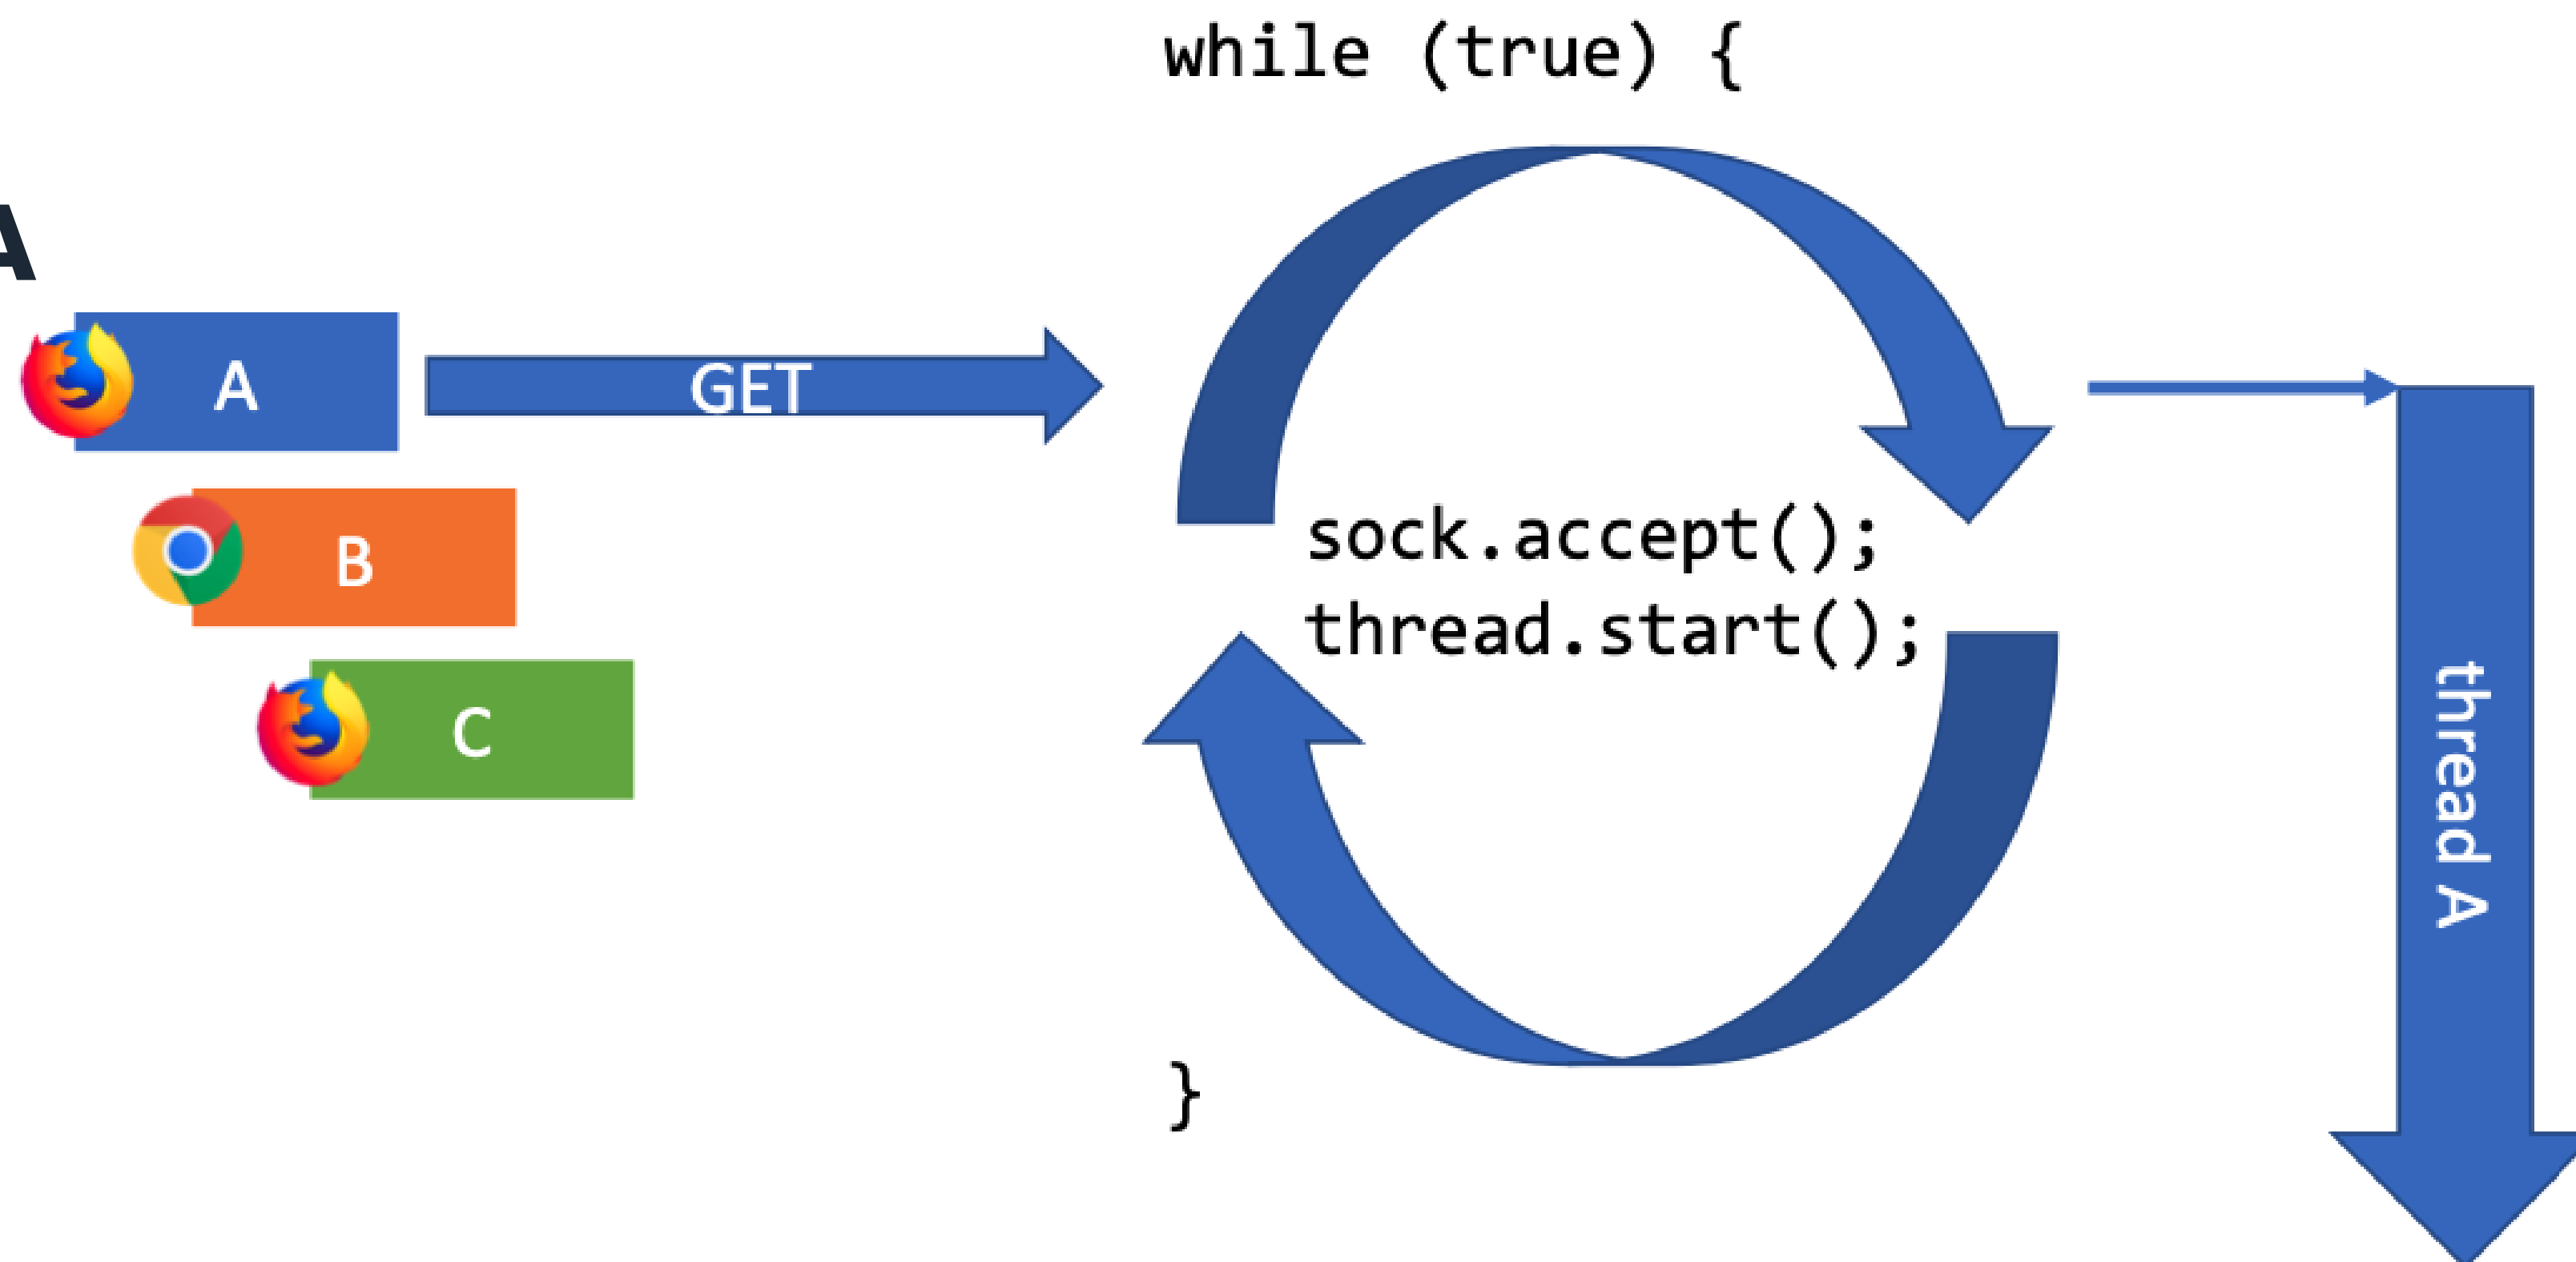 while (true) {
A
A
GET
B
sock.accept();
thread.start();
C
thread A
}